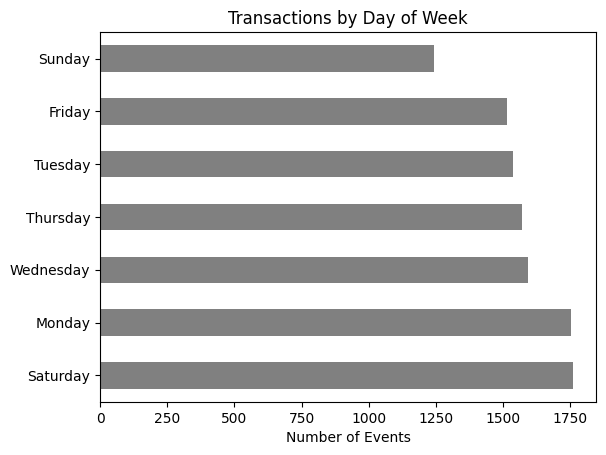 Transactions by Day of Week
Sunday
Friday
Tuesday
Thursday
Wednesday
Monday
Saturday
0 250 500 750 1000 1250 1500 1750
Number of Events